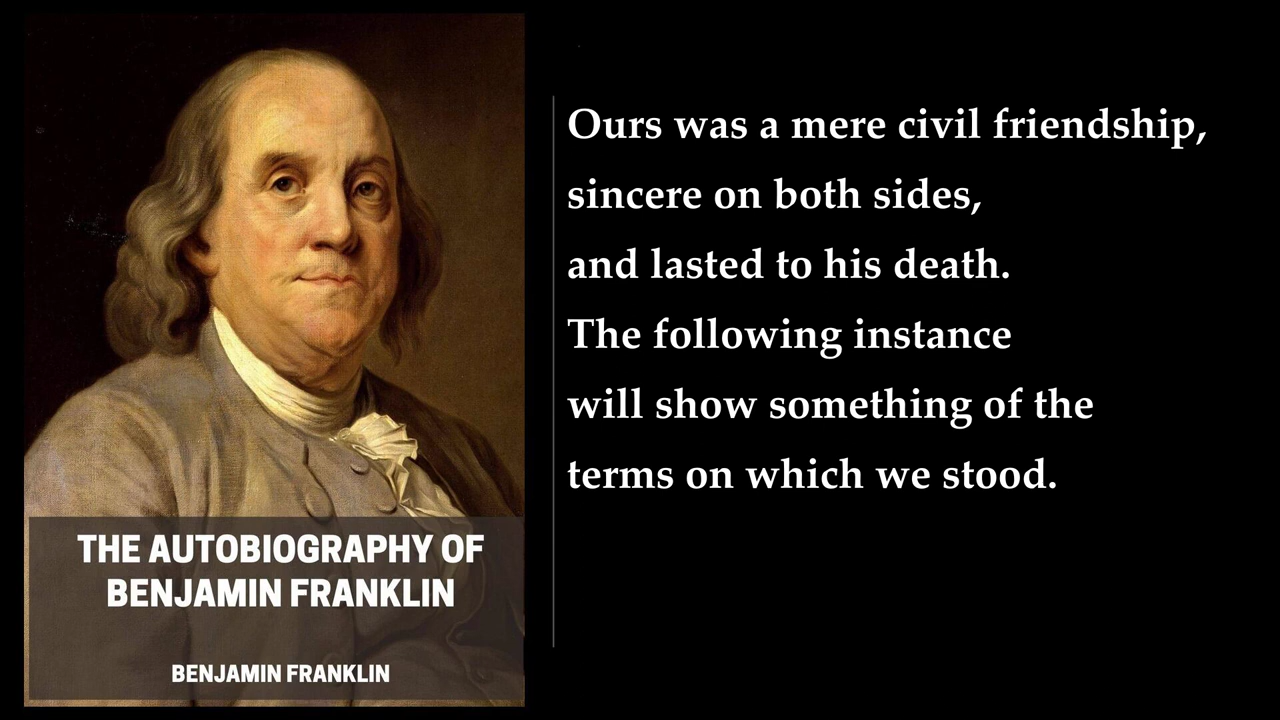 THE AUTOBIOGRAPHY OF
BENJAMIN FRANKLIN
BENJAMIN FRANKLIN
Ours was a mere civil friendship,
sincere on both sides,
and lasted to his death.
The following instance
will show something of the
terms on which we stood.